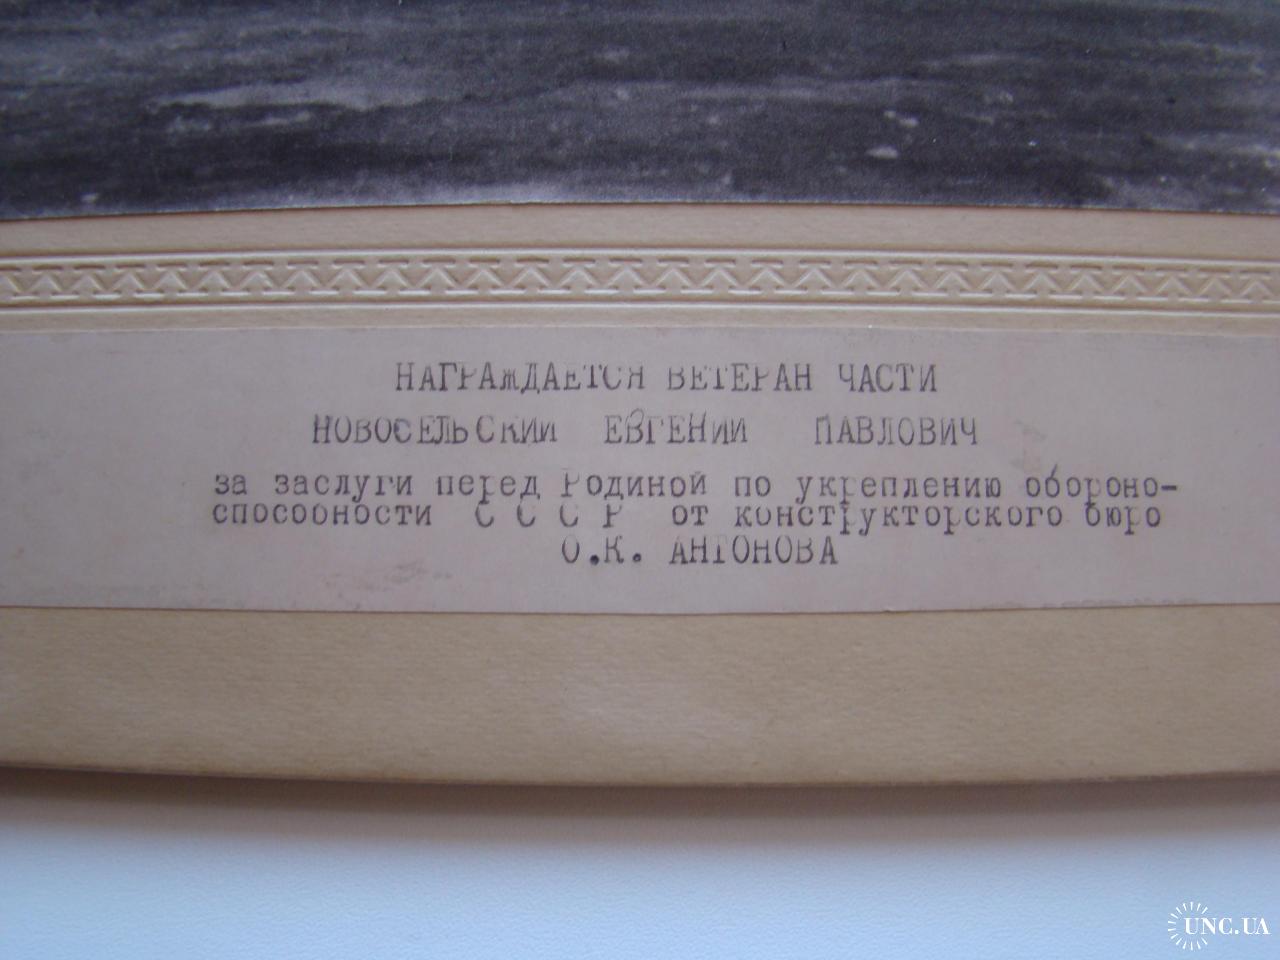 НАГРАЖДАЕТСЯ ВЕТЕРАН ЧАСТИ
НОВОСЕЛЬСКИЙ ЕВГЕНИЙ ПАВЛОВИЧ
за заслуги перед Родиной по укреплению обороно-
способности С С С Р от конструкторского бюро
О.К. АНТОНОВА
UNC.UA